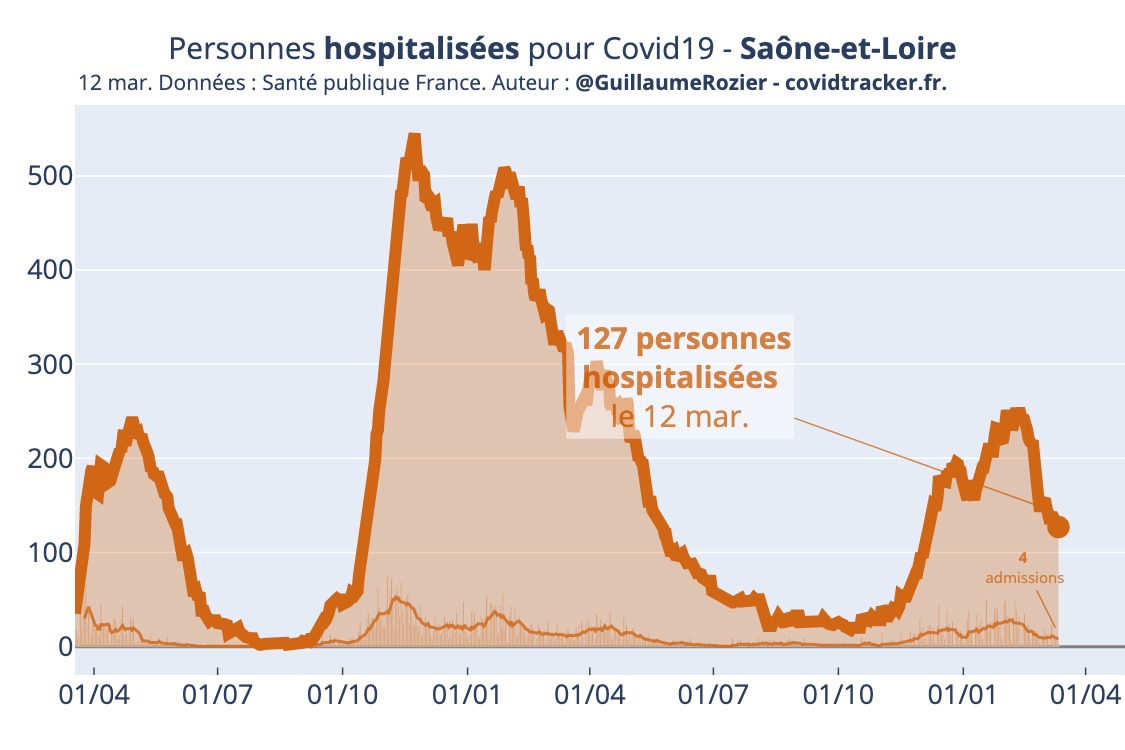 Personnes hospitalisées pour Covid19 - Saône-et-Loire
12 mar. Données : Santé publique France. Auteur : @GuillaumeRozier - covidtracker.fr.
500
400
300
200
100
0
127 personnes
hospitalisées
le 12 mar.
4
admissions
01/04
01/07
01/10
01/01
01/04
01/07
01/10
01/01
01/04